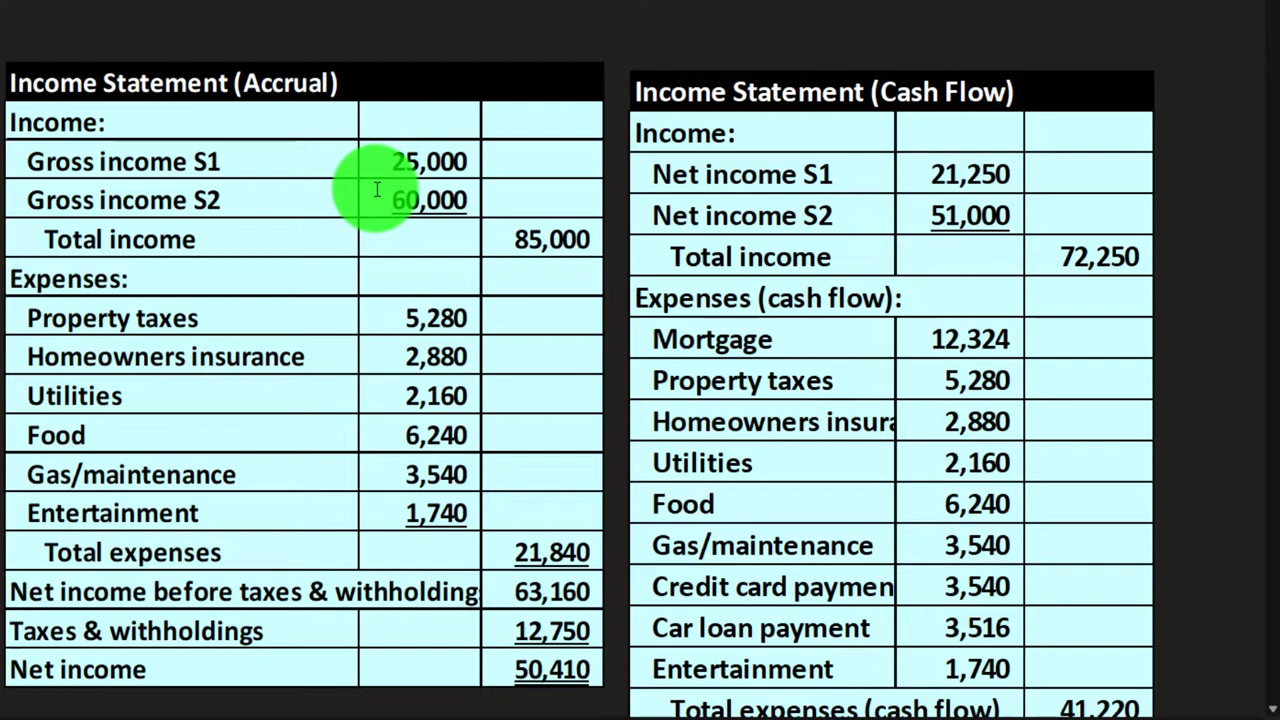 Income Statement (Accrual)
Income:
Gross income S1 25,000
Gross income S2 60,000
Total income 85,000
Expenses:
Property taxes 5,280
Homeowners insurance 2,880
Utilities 2,160
Food 6,240
Gas/maintenance 3,540
Entertainment 1,740
Total expenses 21,840
Net income before taxes & withholding 63,160
Taxes & withholdings 12,750
Net income 50,410
Income Statement (Cash Flow)
Income:
Net income S1 21,250
Net income S2 51,000
Total income 72,250
Expenses (cash flow):
Mortgage 12,324
Property taxes 5,280
Homeowners insura 2,880
Utilities 2,160
Food 6,240
Gas/maintenance 3,540
Credit card paymen 3,540
Car loan payment 3,516
Entertainment 1,740
Total expenses (cash flow) 41,220